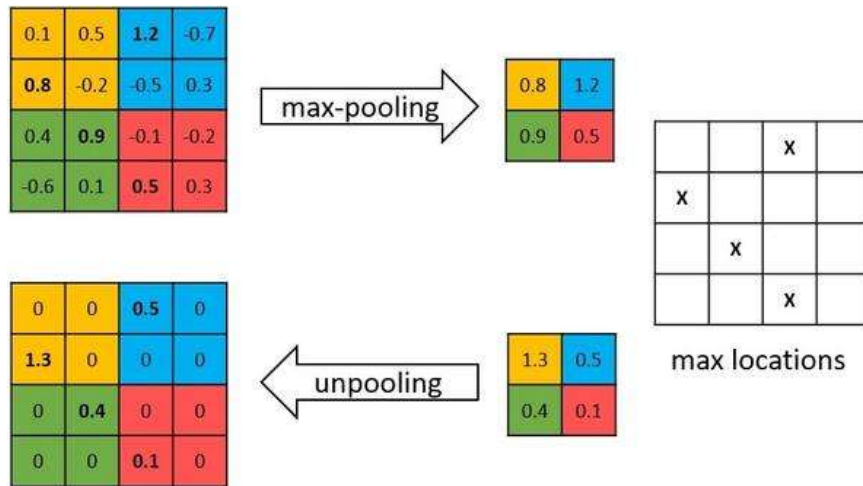 0.1 0.5 1.2 -0.7
0.8 -0.2 -0.5 0.3
0.4 0.9 -0.1 -0.2
-0.6 0.1 0.5 0.3
max-pooling
0.8 1.2
0.9 0.5
X
X
X
X
max locations
0 0 0.5 0
1.3 0 0 0
0 0.4 0 0
0 0 0.1 0
unpooling
1.3 0.5
0.4 0.1